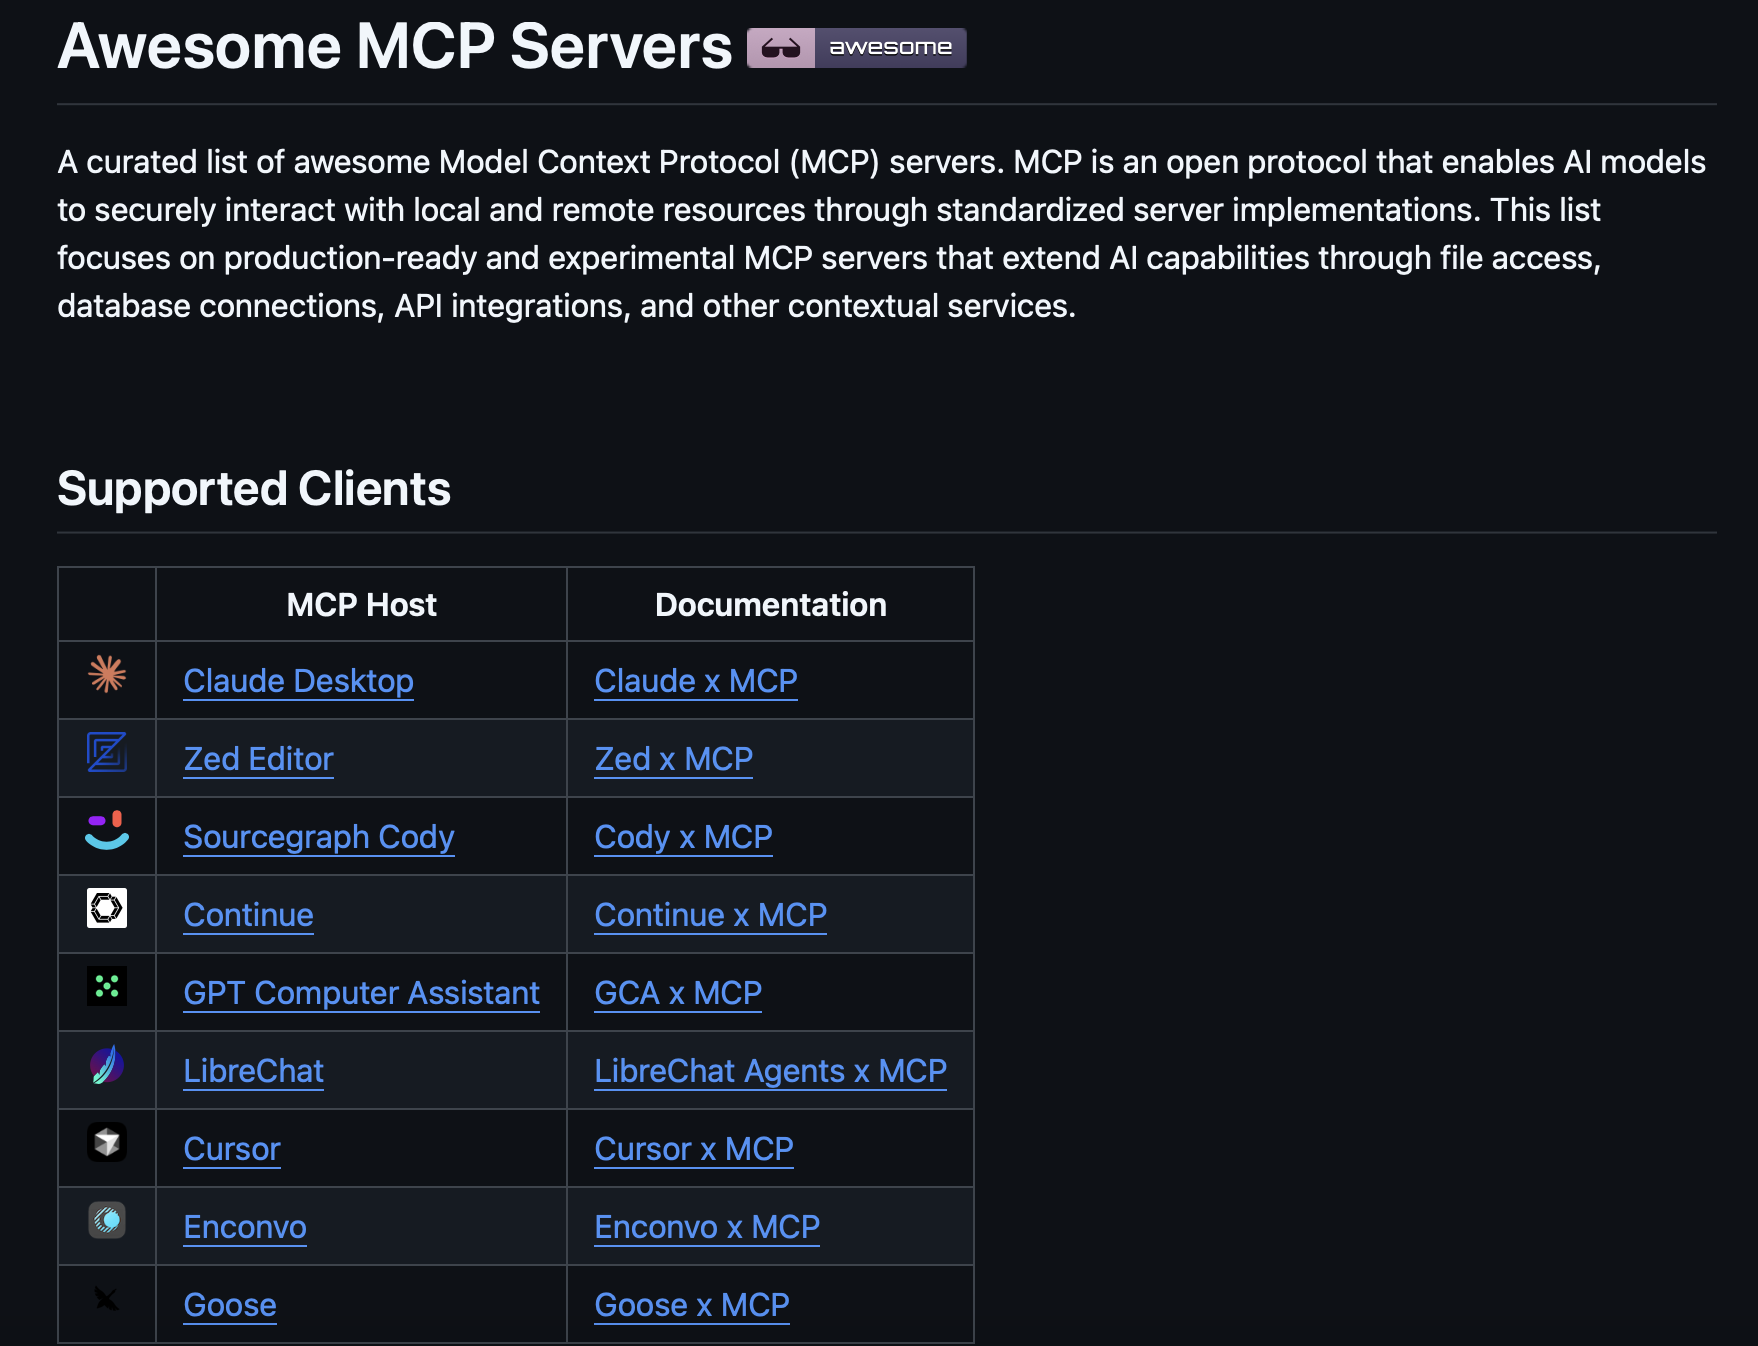 Awesome MCP Servers awesome
A curated list of awesome Model Context Protocol (MCP) servers. MCP is an open protocol that enables AI models
to securely interact with local and remote resources through standardized server implementations. This list
focuses on production-ready and experimental MCP servers that extend AI capabilities through file access,
database connections, API integrations, and other contextual services.
Supported Clients
MCP Host Documentation
Claude Desktop Claude x MCP
Zed Editor Zed x MCP
Sourcegraph Cody Cody x MCP
Continue Continue x MCP
GPT Computer Assistant GCA x MCP
LibreChat LibreChat Agents x MCP
Cursor Cursor x MCP
Enconvo Enconvo x MCP
Goose Goose x MCP